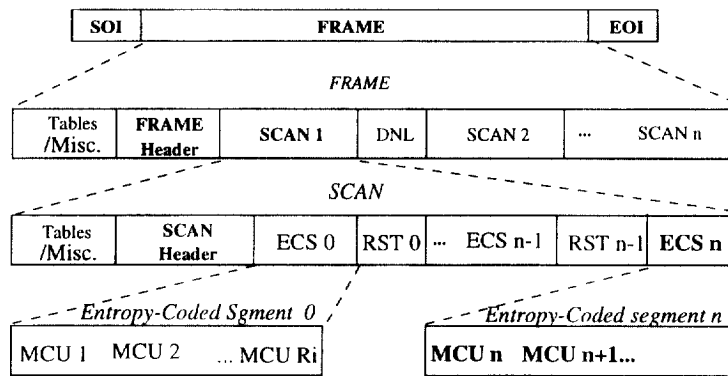 SOI FRAME EOI
FRAME
Tables /Misc. FRAME Header SCAN 1 DNL SCAN 2 ... SCAN n
SCAN
Tables /Misc. SCAN Header ECS 0 RST 0 ... ECS n-1 RST n-1 ECS n
Entropy-Coded Sgment 0 Entropy-Coded segment n
MCU 1 MCU 2 ... MCU Ri MCU n MCU n+1...